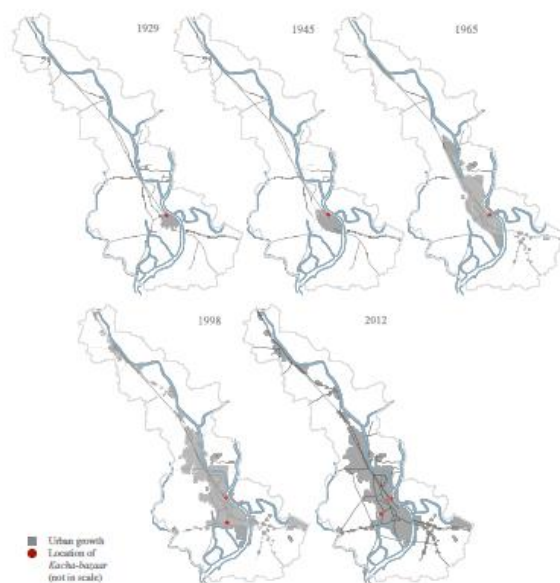 1929
1945
1965
1998
2012
Urban growth
Location of
Kacha-bazaar
(not in scale)